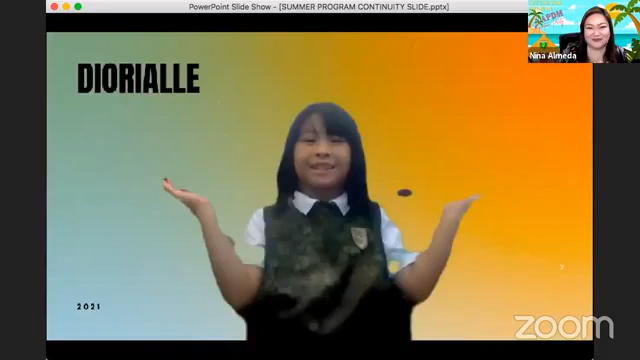 PowerPoint Slide Show - [SUMMER PROGRAM CONTINUITY SLIDE.pptx]
Nina Almeda
DIORIALLE
2021
zoom